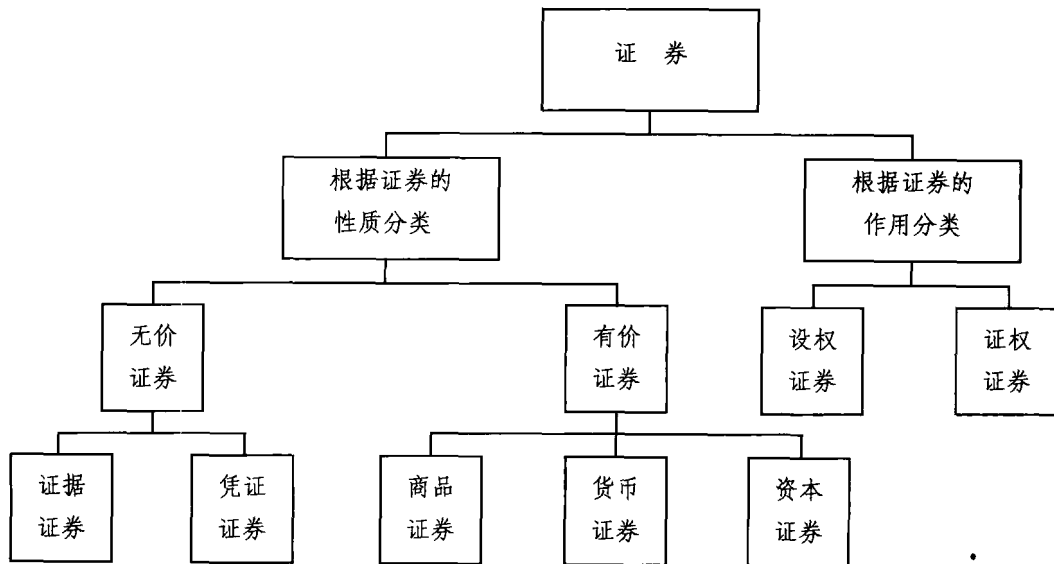 证 券
根据证券的
性质分类
根据证券的
作用分类
无价
证券
有价
证券
设权
证券
证权
证券
证据
证券
凭证
证券
商品
证券
货币
证券
资本
证券